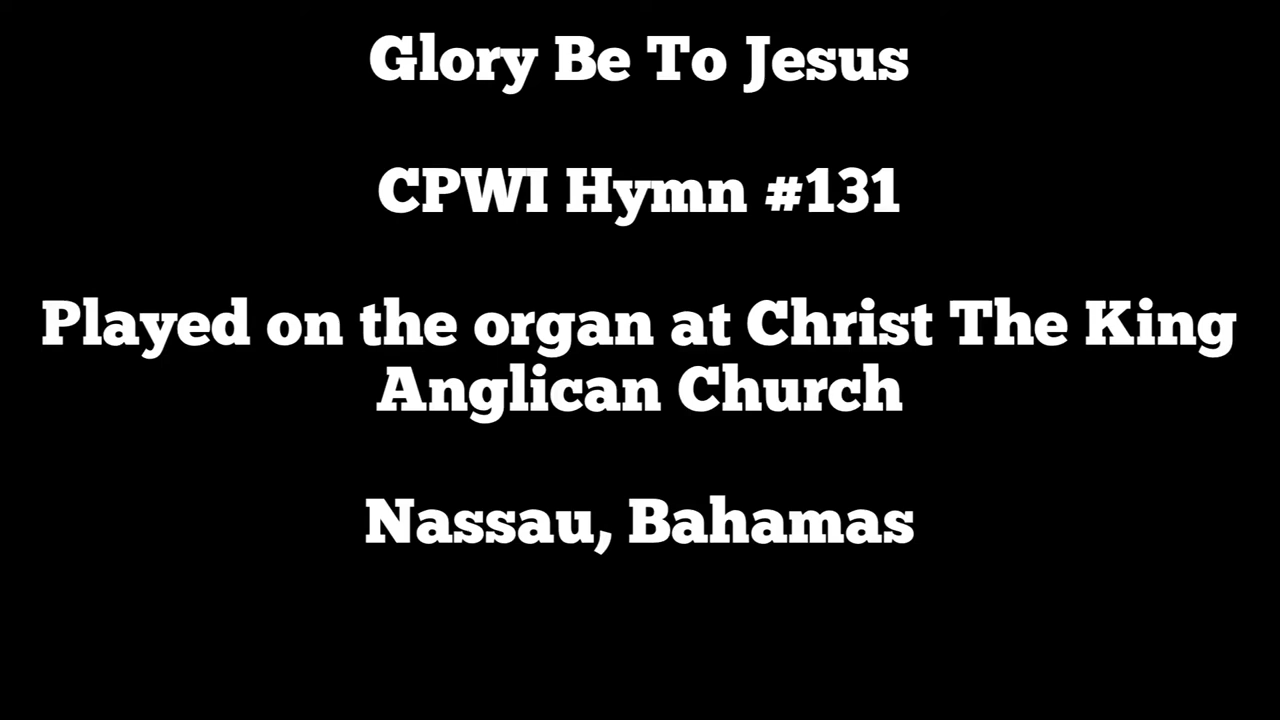 Glory Be To Jesus
CPWI Hymn #131
Played on the organ at Christ The King
Anglican Church
Nassau, Bahamas